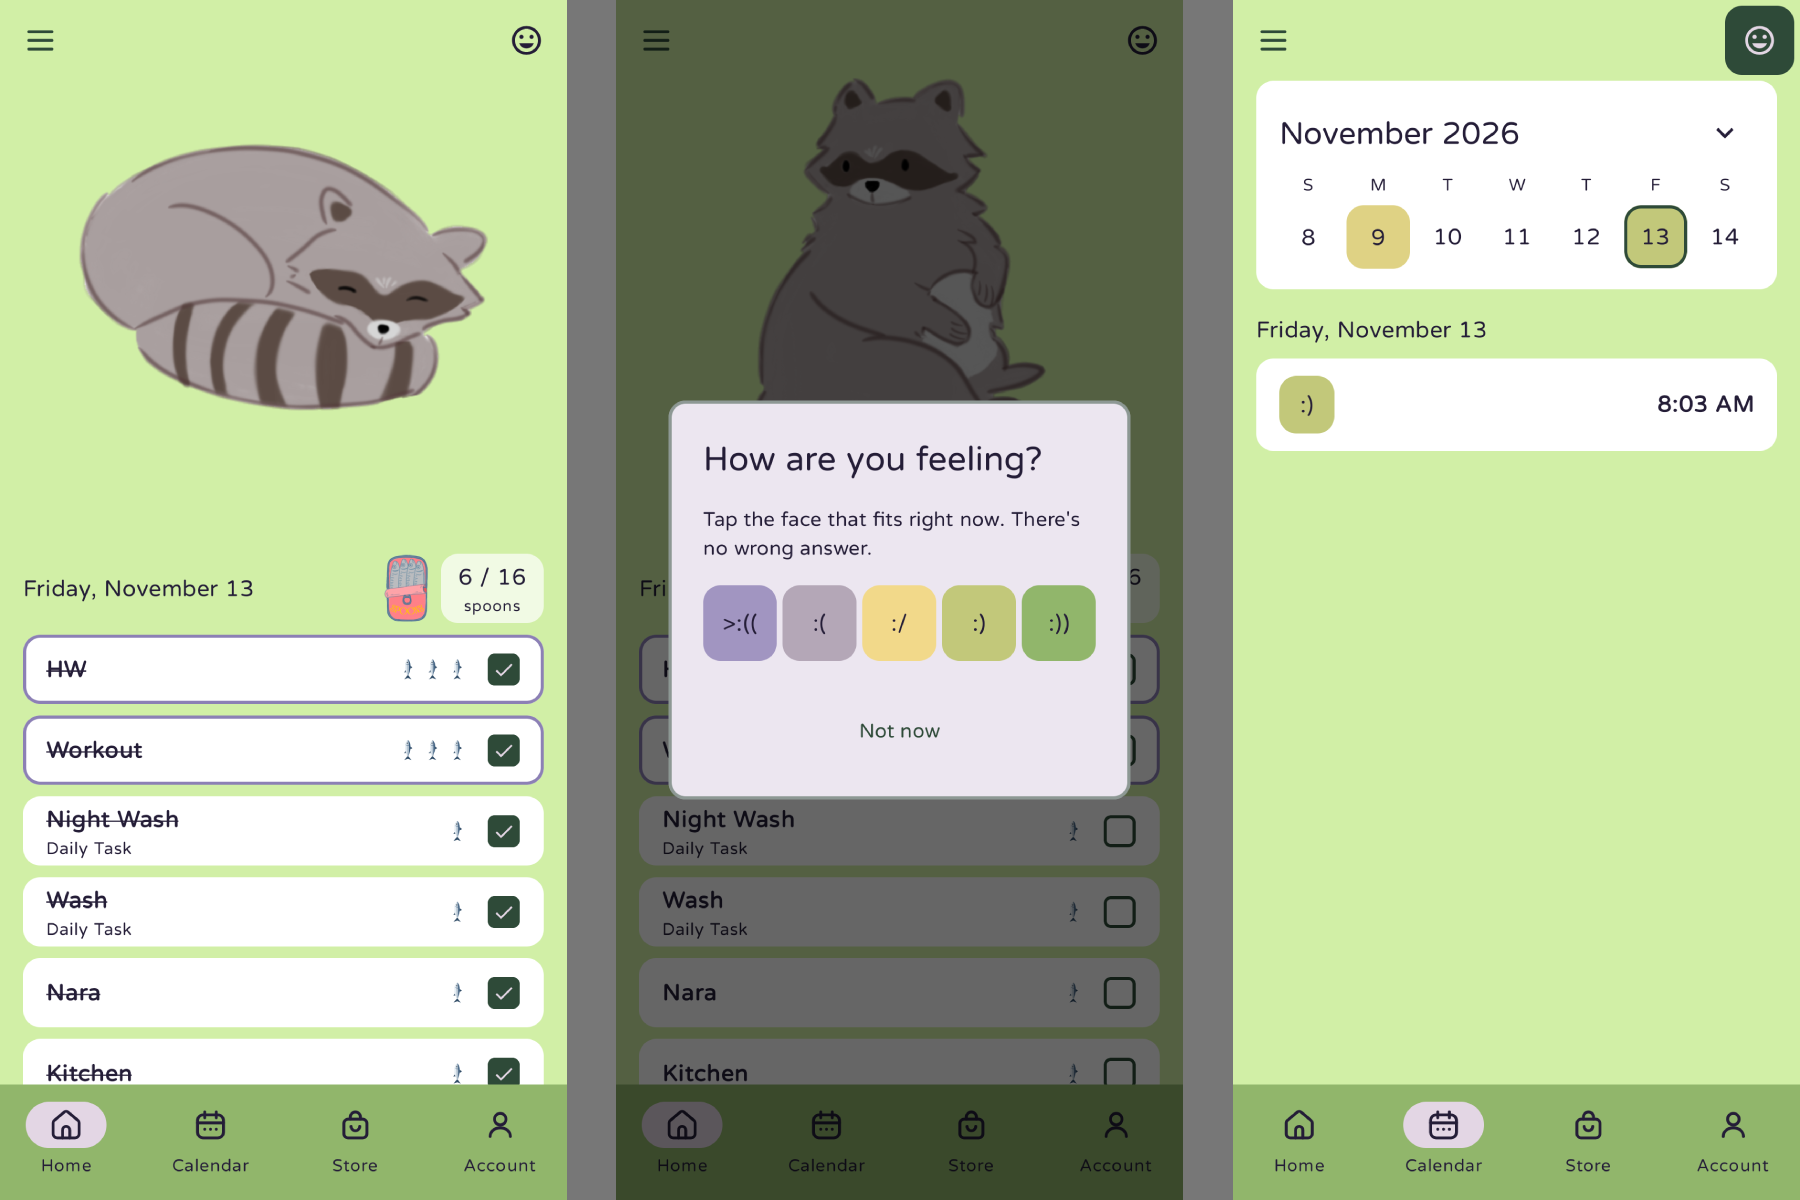 Friday, November 13
6 / 16
spoons
HW
Workout
Night Wash
Daily Task
Wash
Daily Task
Nara
Kitchen
Home
Calendar
Store
Account
How are you feeling?
Tap the face that fits right now. There's
no wrong answer.
>:(( :( :/ :) :))
Not now
Fri
6
Night Wash
Daily Task
Wash
Daily Task
Nara
Kitchen
Home
Calendar
Store
Account
November 2026
S M T W T F S
8 9 10 11 12 13 14
Friday, November 13
:) 8:03 AM
Home
Calendar
Store
Account